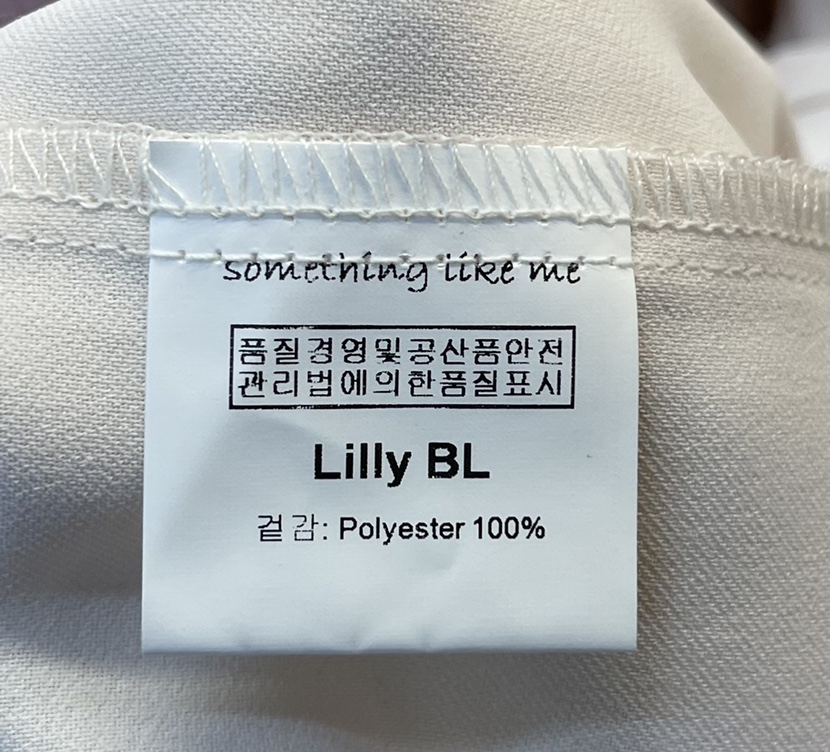 something like me
품질경영및공산품안전
관리법에의한품질표시
Lilly BL
겉감: Polyester 100%